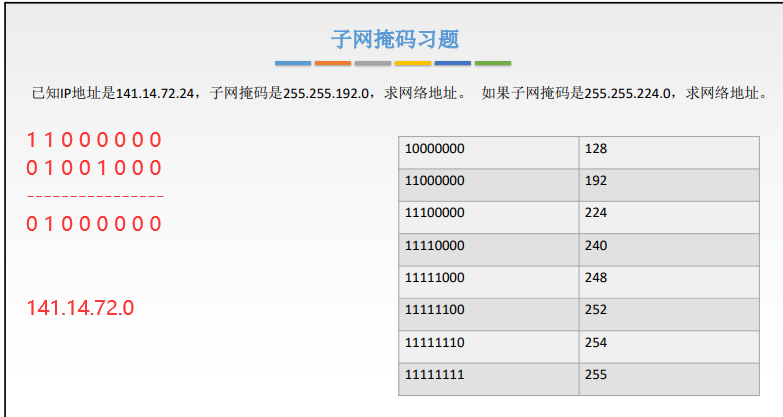 子网掩码习题
已知IP地址是141.14.72.24，子网掩码是255.255.192.0，求网络地址。 如果子网掩码是255.255.224.0，求网络地址。
1 1 0 0 0 0 0 0
0 1 0 0 1 0 0 0
----------------
0 1 0 0 0 0 0 0
141.14.72.0
10000000 128
11000000 192
11100000 224
11110000 240
11111000 248
11111100 252
11111110 254
11111111 255